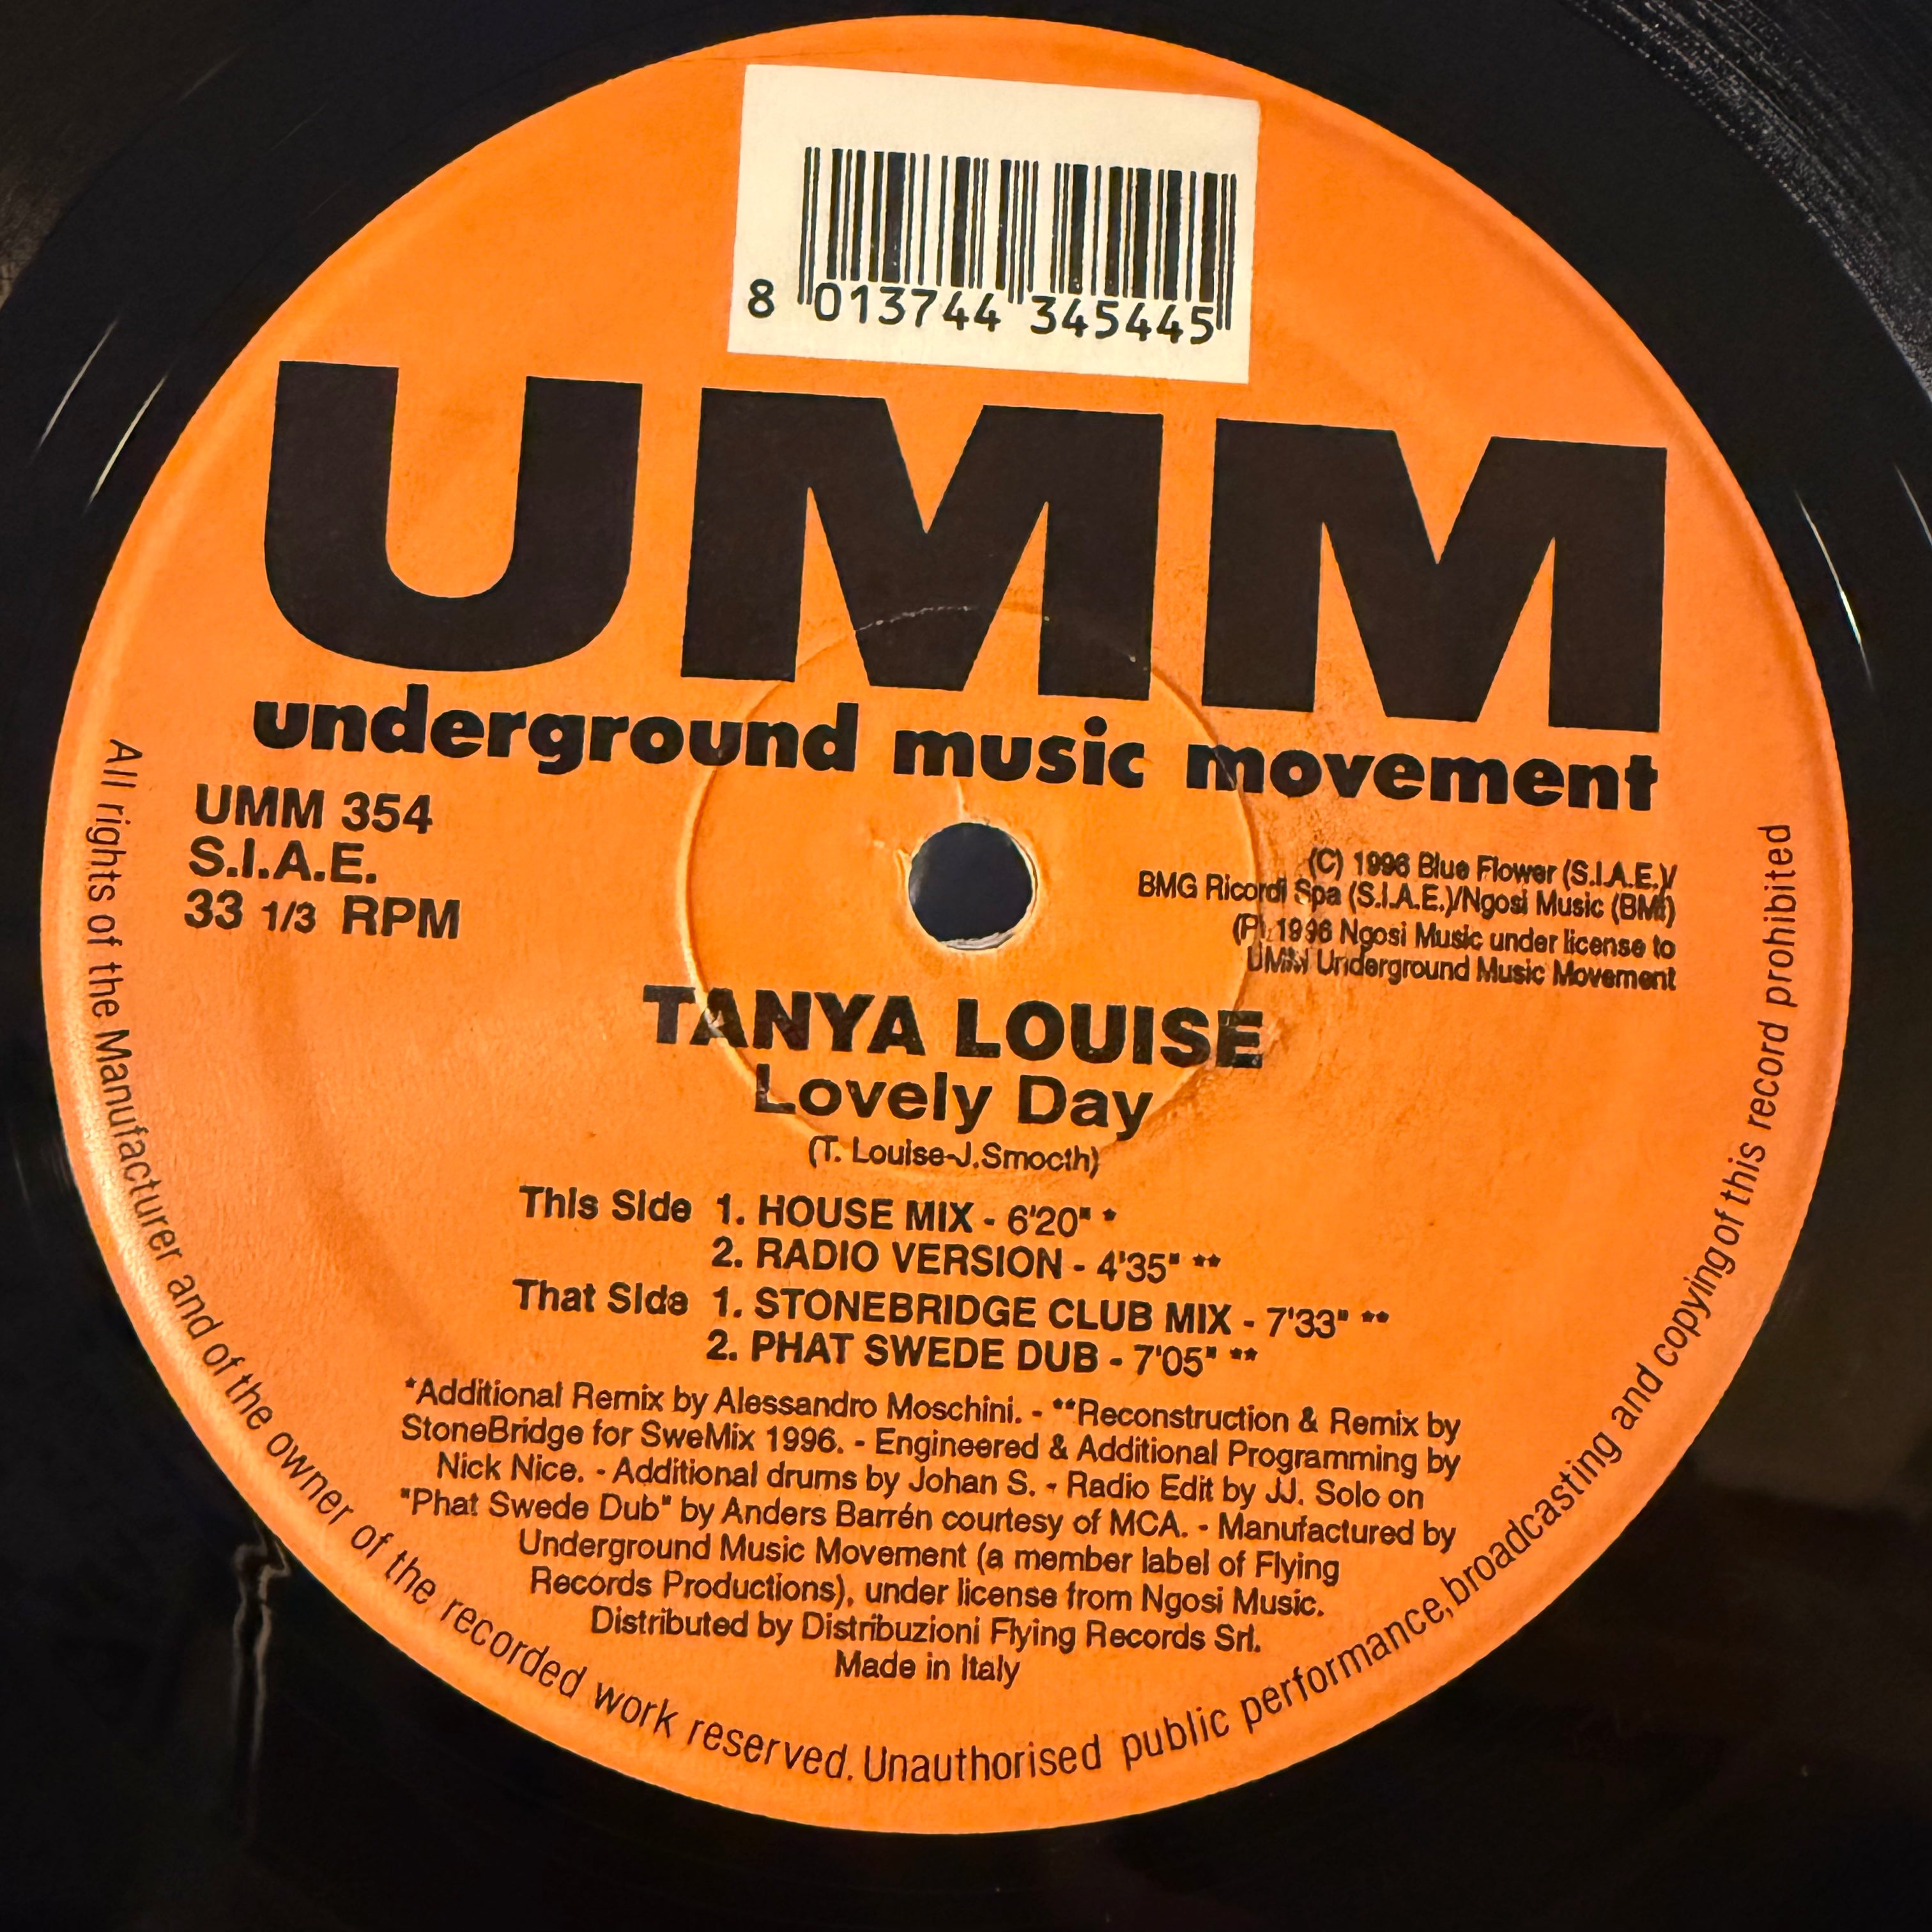 8 013744 345445
UMM
underground music movement
UMM 354
S.I.A.E.
33 1/3 RPM
(C) 1996 Blue Flower (S.I.A.E.)/
BMG Ricordi Spa (S.I.A.E.)/Ngosi Music (BMI)
(P) 1996 Ngosi Music under license to
UMM Underground Music Movement
TANYA LOUISE
Lovely Day
(T. Louise-J.Smooth)
This Side 1. HOUSE MIX - 6'20" *
2. RADIO VERSION - 4'35" **
That Side 1. STONEBRIDGE CLUB MIX - 7'33" **
2. PHAT SWEDE DUB - 7'05" **
*Additional Remix by Alessandro Moschini. - **Reconstruction & Remix by
StoneBridge for SweMix 1996. - Engineered & Additional Programming by
Nick Nice. - Additional drums by Johan S. - Radio Edit by JJ. Solo on
"Phat Swede Dub" by Anders Barrén courtesy of MCA. - Manufactured by
Underground Music Movement (a member label of Flying
Records Productions), under license from Ngosi Music.
Distributed by Distribuzioni Flying Records Srl.
Made in Italy
All rights of the Manufacturer and of the owner of the recorded work reserved. Unauthorised public performance, broadcasting and copying of this record prohibited